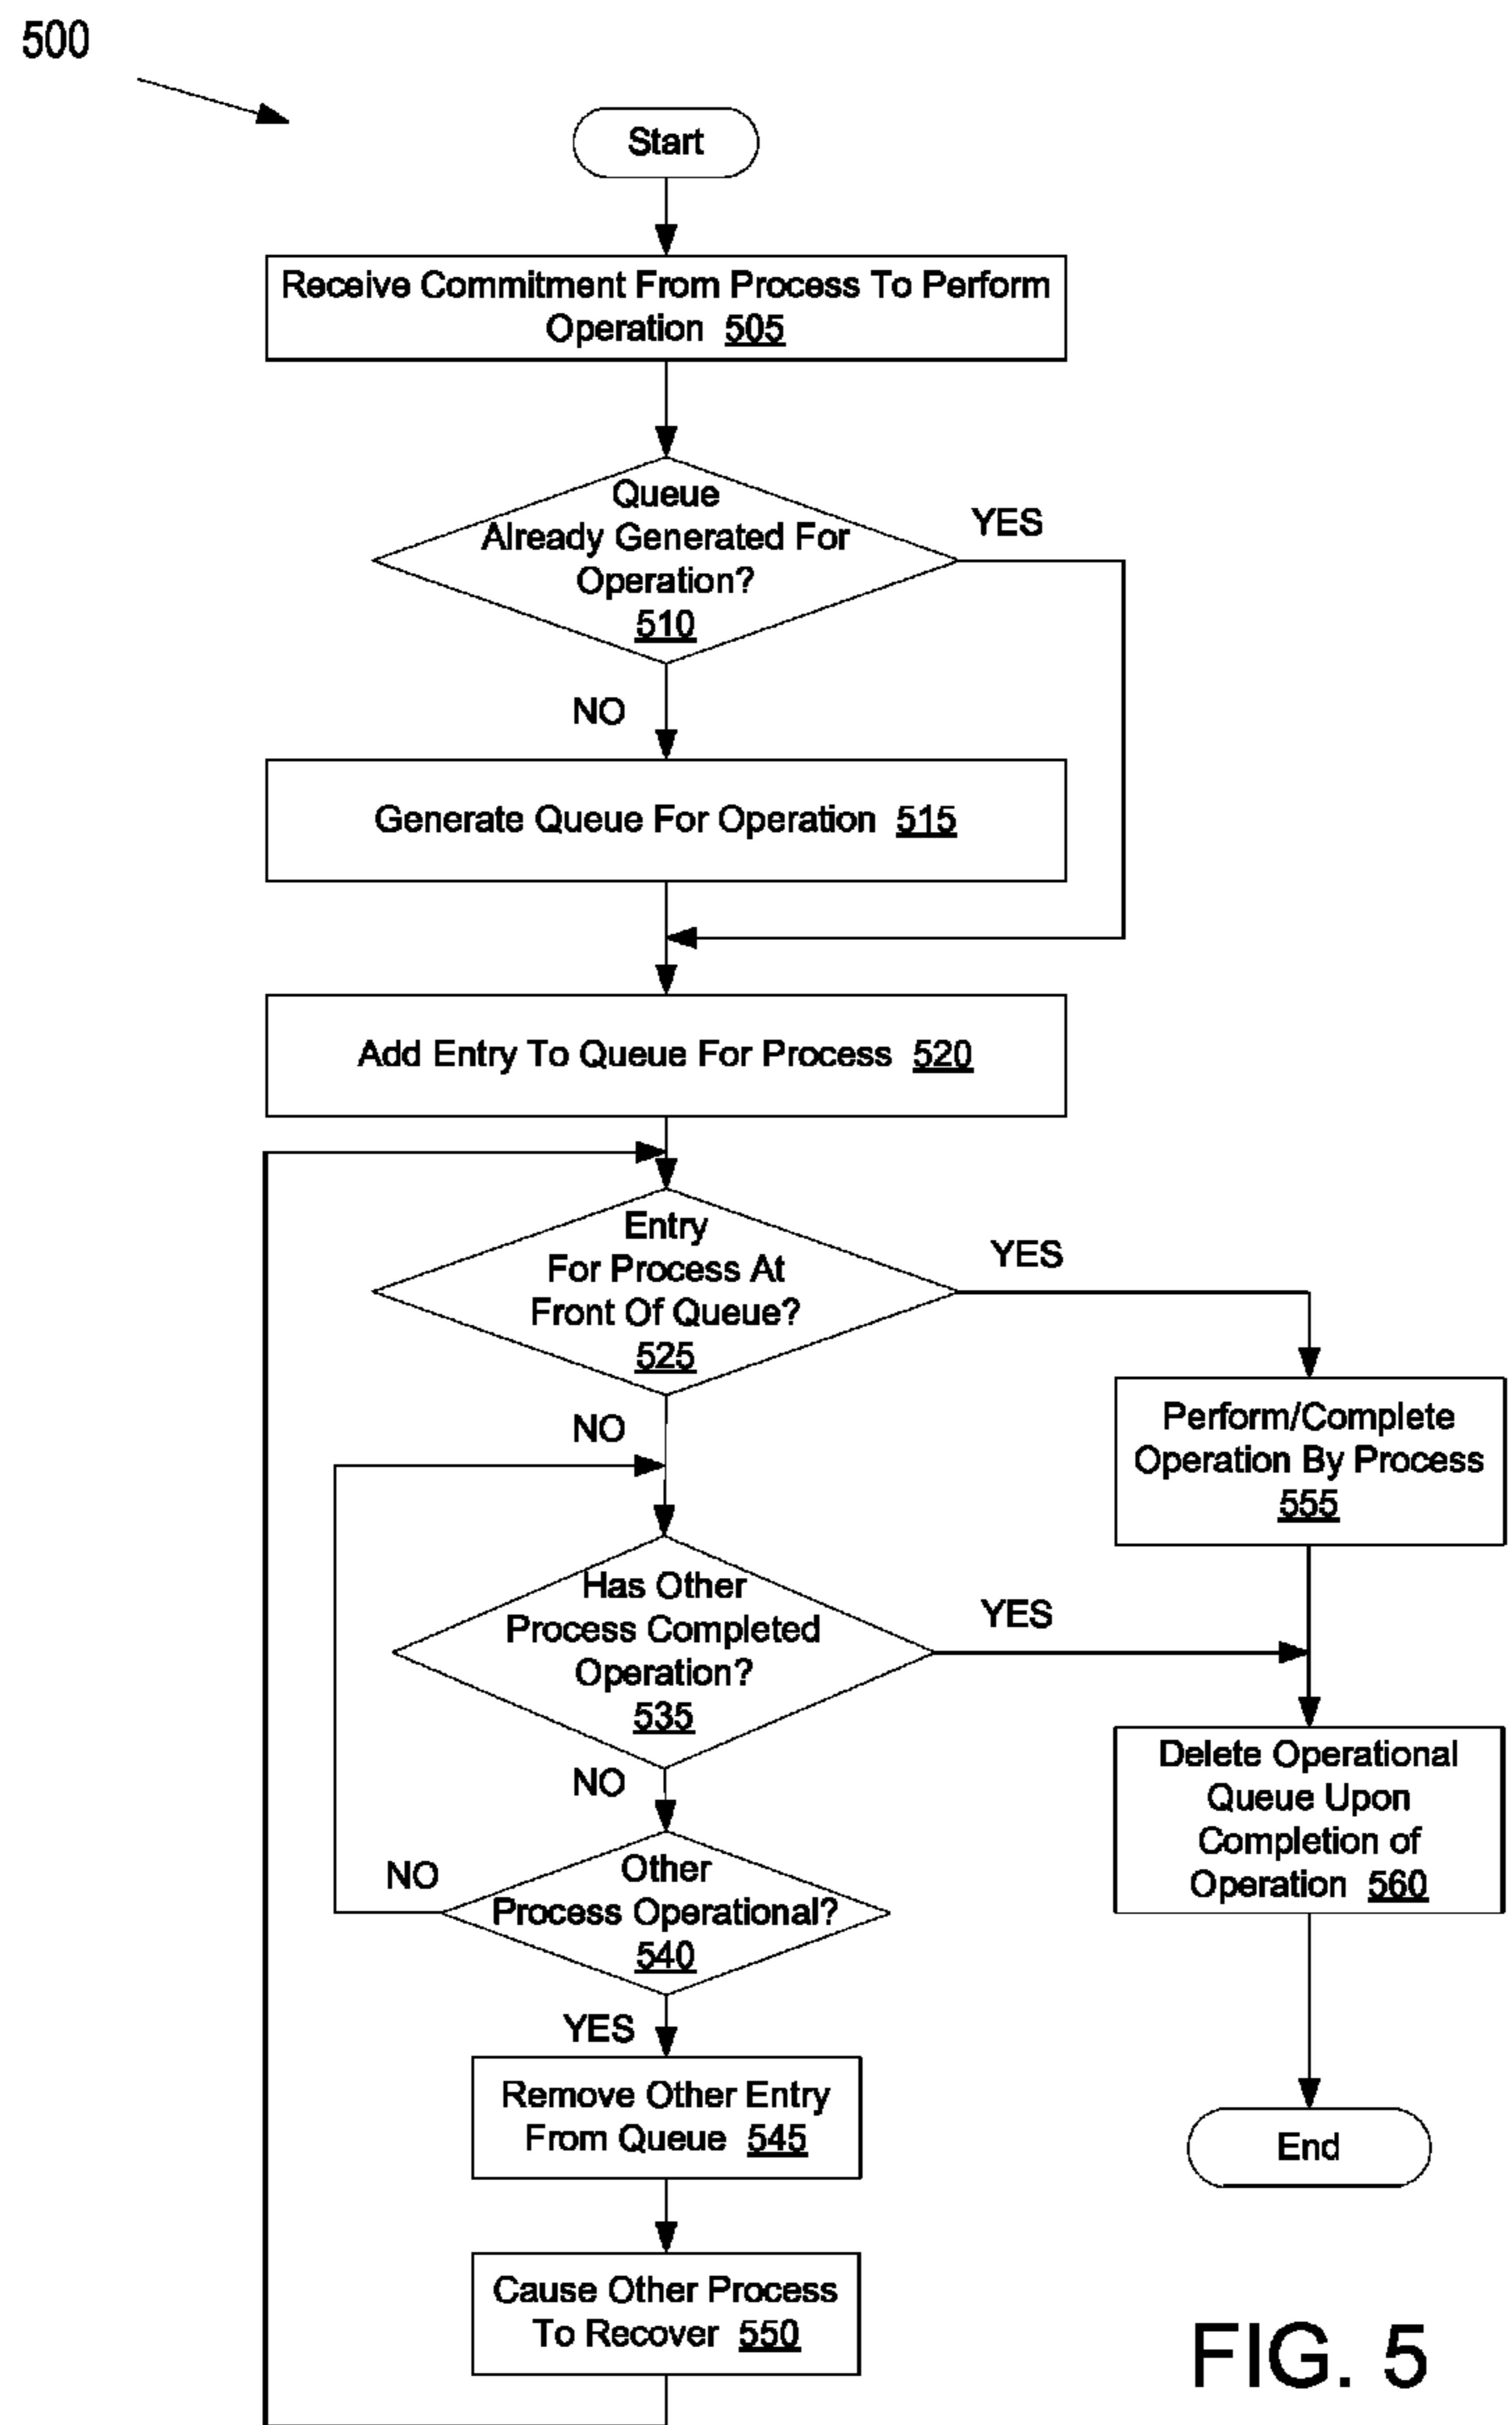 500
Start
Receive Commitment From Process To Perform
Operation 505
Queue
Already Generated For
Operation?
510
YES
NO
Generate Queue For Operation 515
Add Entry To Queue For Process 520
Entry
For Process At
Front Of Queue?
525
YES
NO
Perform/Complete
Operation By Process
555
Has Other
Process Completed
Operation?
535
YES
NO
Delete Operational
Queue Upon
Completion of
Operation 560
Other
Process Operational?
540
NO
YES
Remove Other Entry
From Queue 545
End
Cause Other Process
To Recover 550
FIG. 5